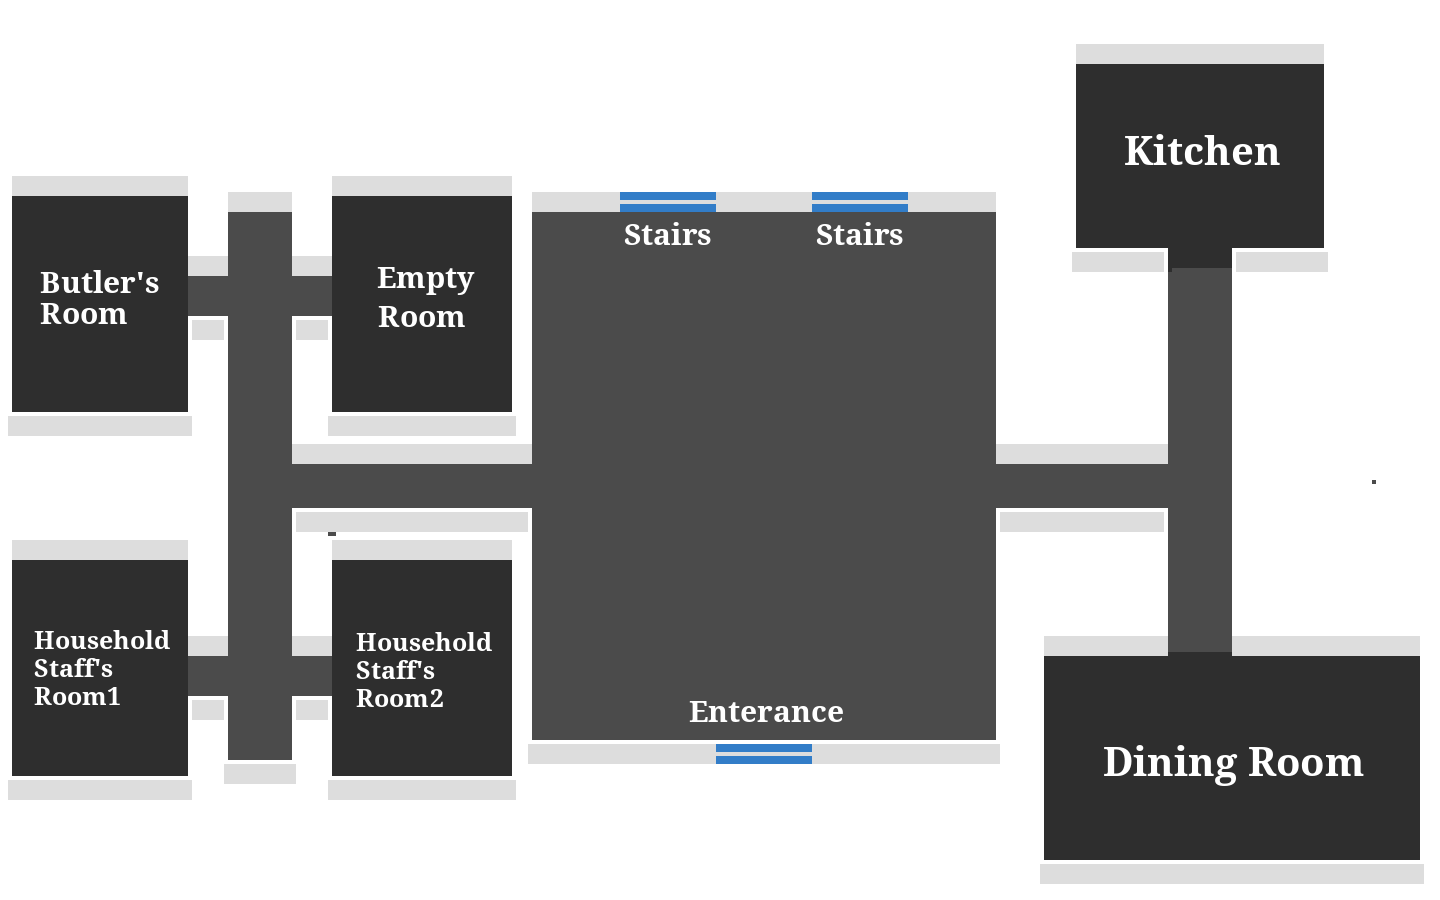 Kitchen
Stairs
Stairs
Butler's
Room
Empty
Room
Household
Staff's
Room1
Household
Staff's
Room2
Enterance
Dining Room